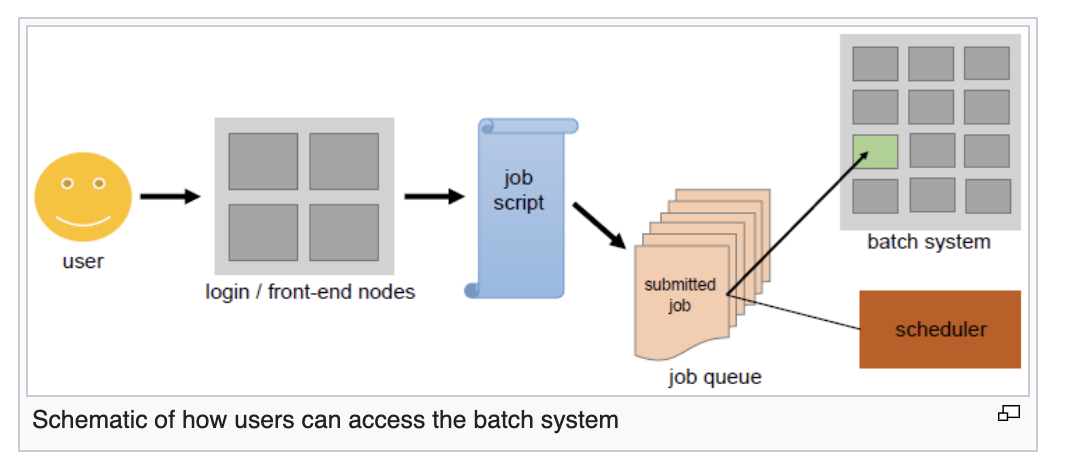 user
login / front-end nodes
job
script
submitted
job
job queue
batch system
scheduler
Schematic of how users can access the batch system